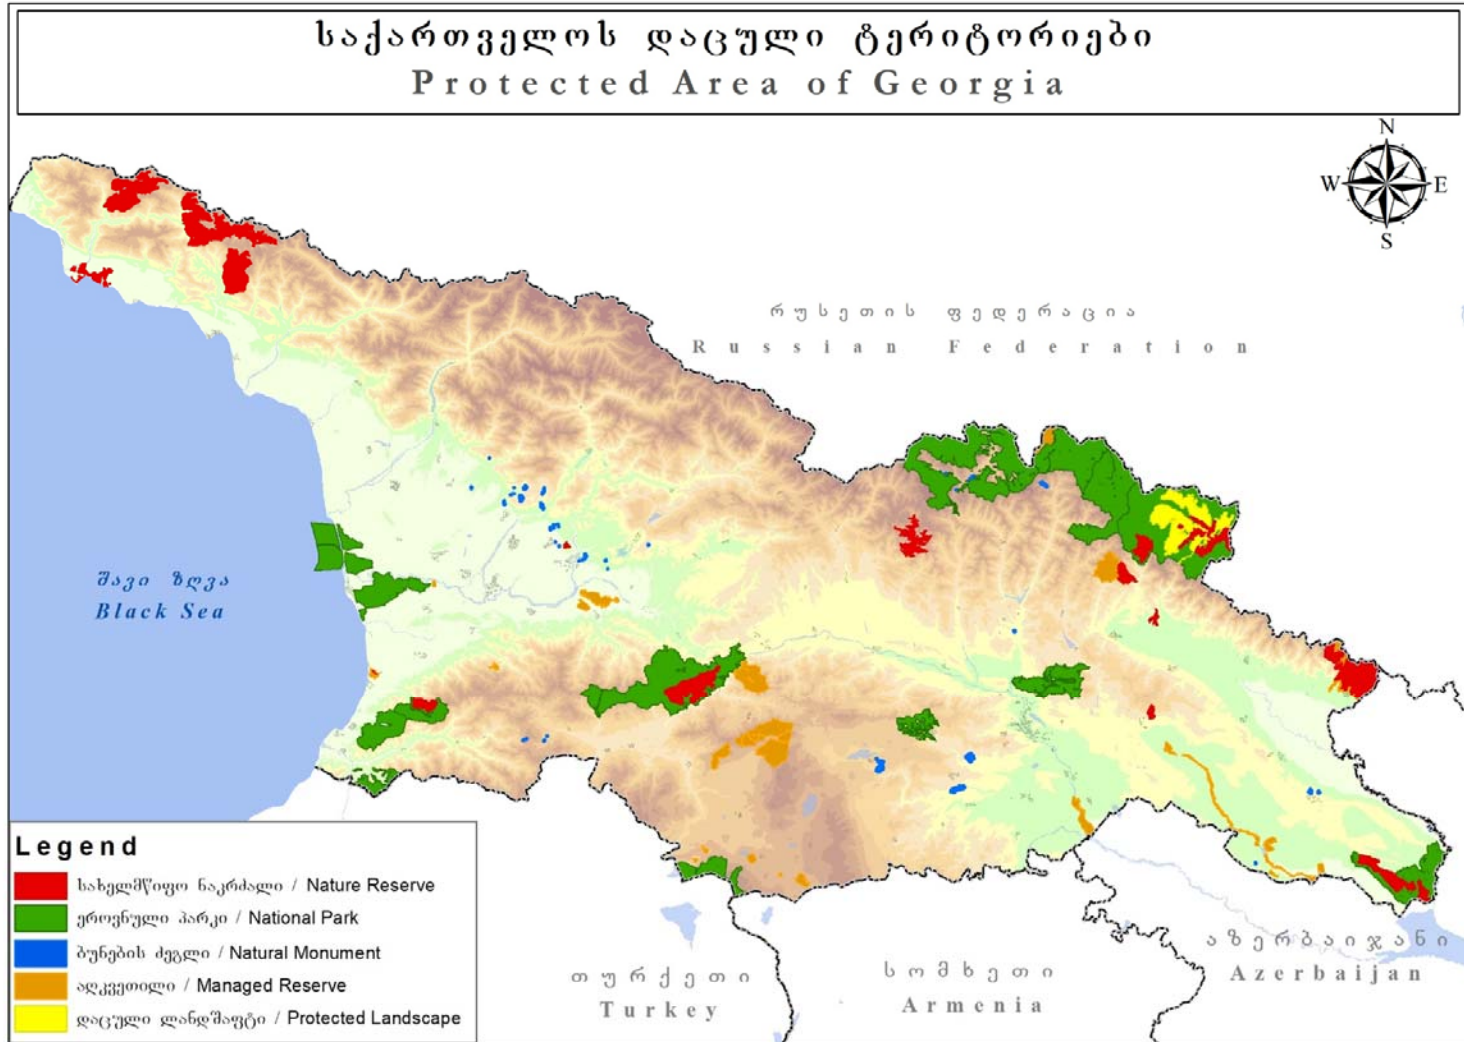 საქართველოს დაცული ტერიტორიები
Protected Area of Georgia
N
W E
S
რუსეთის ფედერაცია
Russian Federation
შავი ზღვა
Black Sea
Legend
სახელმწიფო ნაკრძალი / Nature Reserve
ეროვნული პარკი / National Park
ბუნების ძეგლი / Natural Monument
აღკვეთილი / Managed Reserve
დაცული ლანდშაფტი / Protected Landscape
თურქეთი
Turkey
სომხეთი
Armenia
აზერბაიჯანი
Azerbaijan